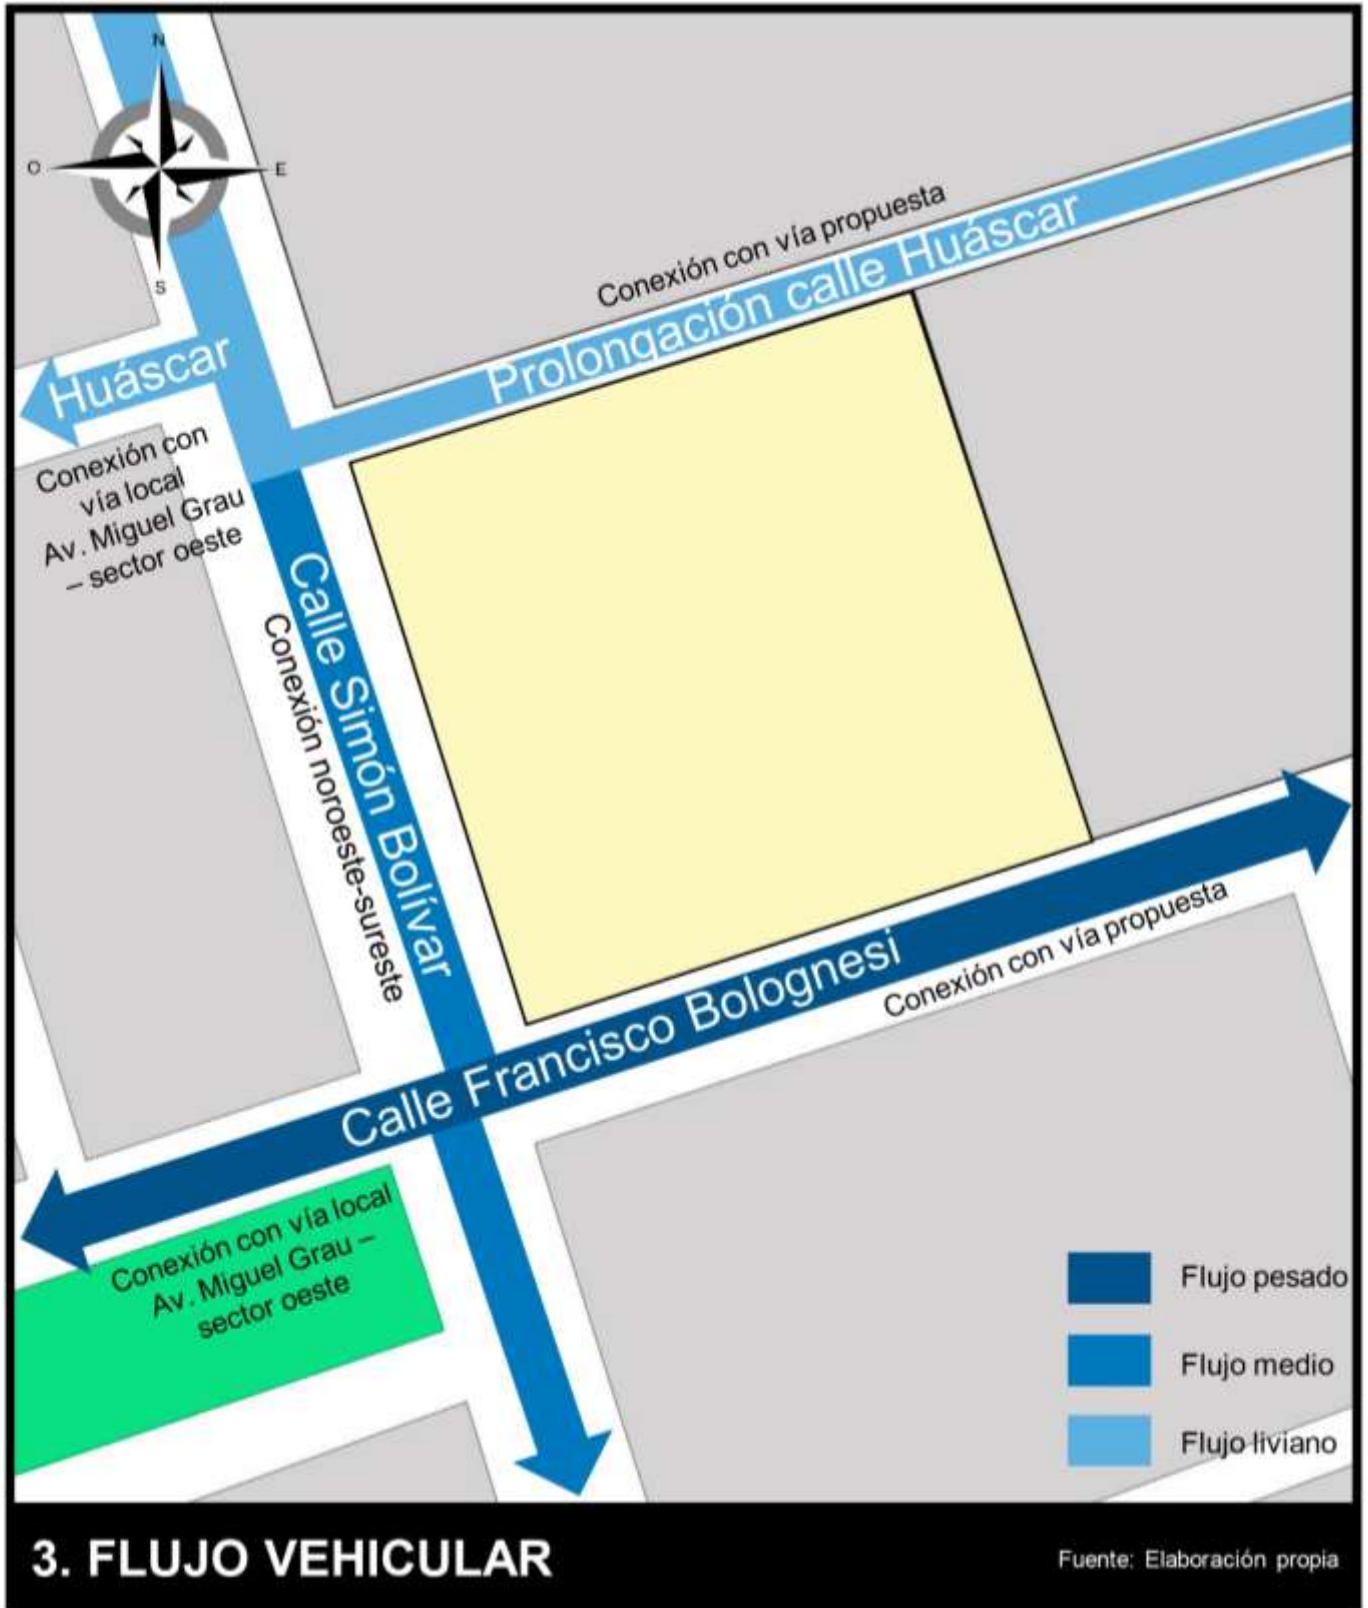 N
O
E
S
Conexión con vía propuesta
Prolongación calle Huáscar
Huáscar
Conexión con
vía local
Av. Miguel Grau
– sector oeste
Calle Simón Bolívar
Conexión noroeste-sureste
Calle Francisco Bolognesi
Conexión con vía propuesta
Conexión con vía local
Av. Miguel Grau –
sector oeste
Flujo pesado
Flujo medio
Flujo liviano
3. FLUJO VEHICULAR
Fuente: Elaboración propia